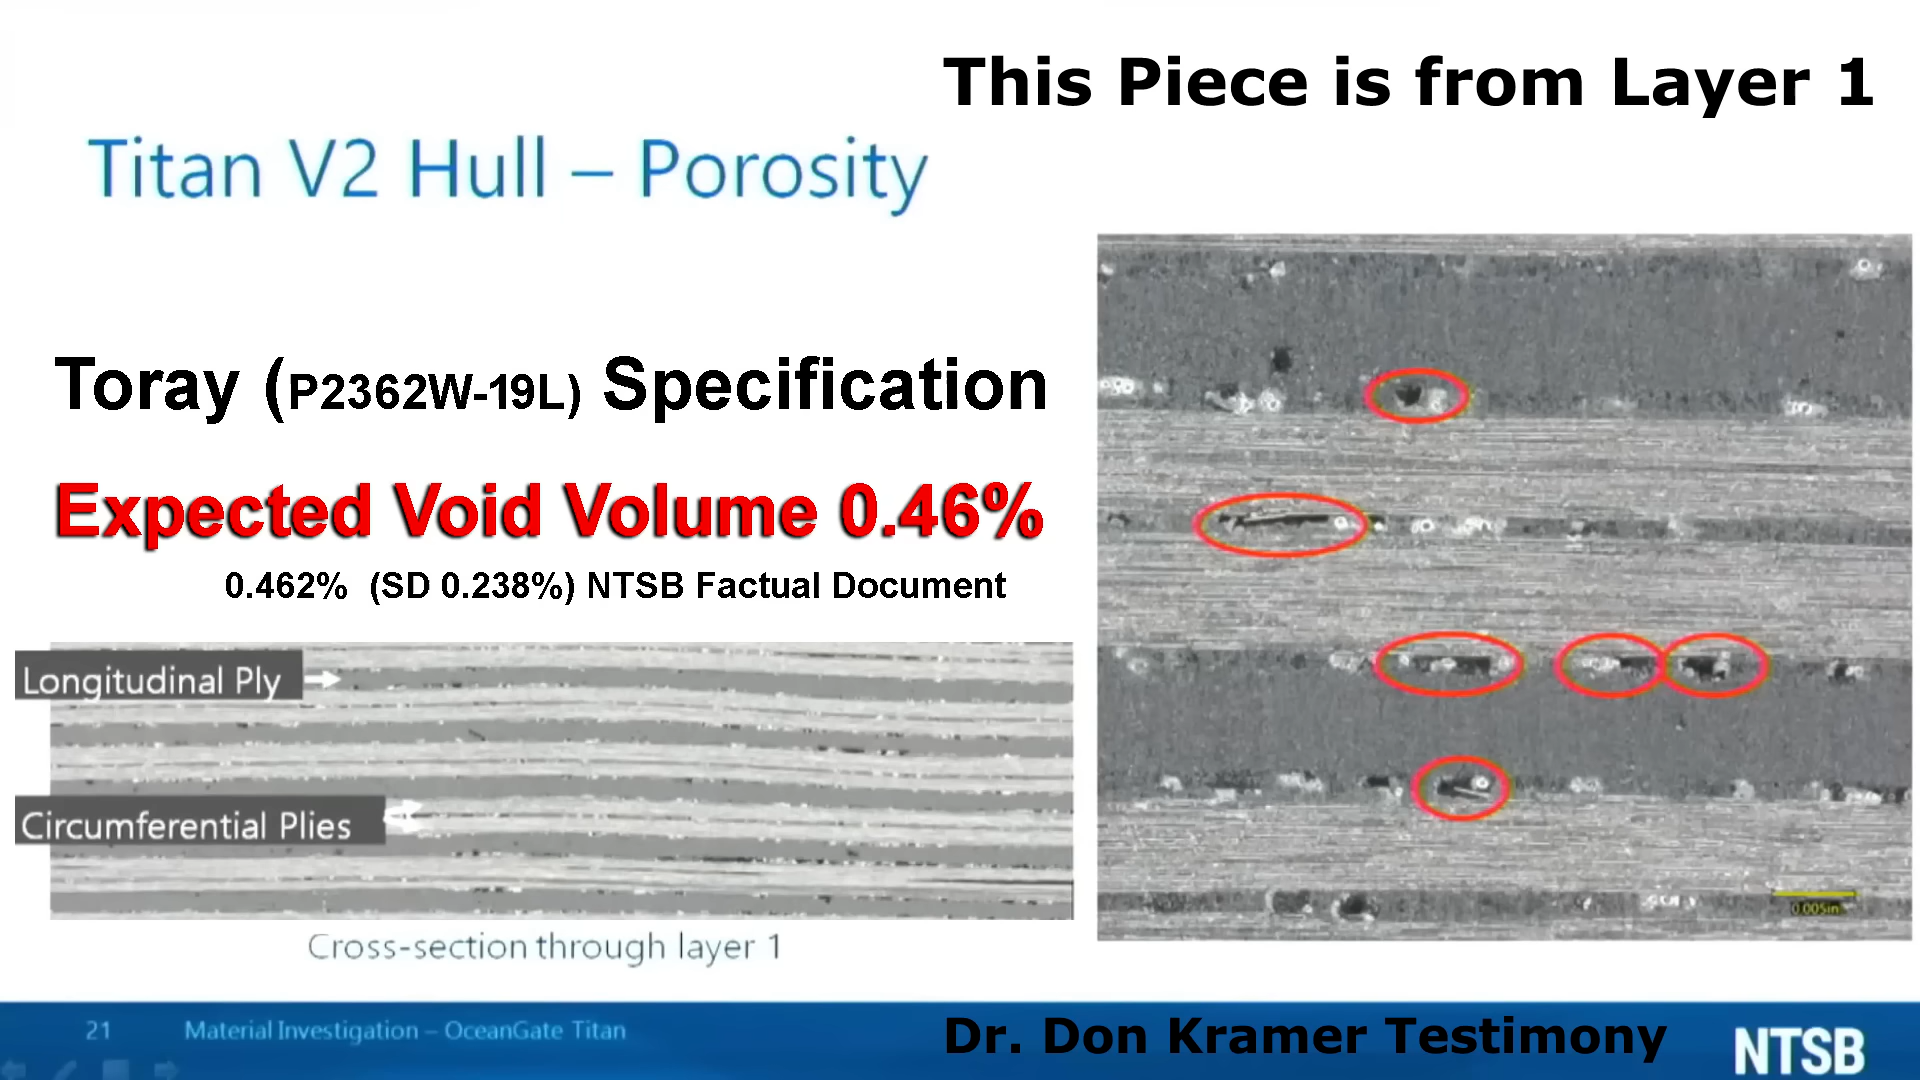 This Piece is from Layer 1
Titan V2 Hull – Porosity
Toray (P2362W-19L) Specification
Expected Void Volume 0.46%
0.462% (SD 0.238%) NTSB Factual Document
Longitudinal Ply
Circumferential Plies
Cross-section through layer 1
0.005in
21 Material Investigation – OceanGate Titan
Dr. Don Kramer Testimony
NTSB